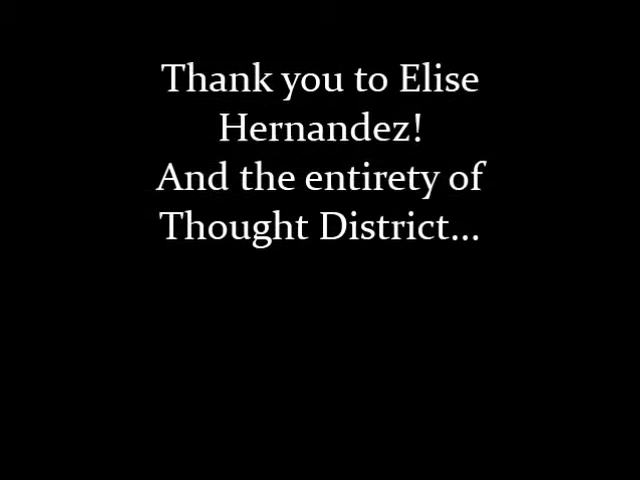 Thank you to Elise
Hernandez!
And the entirety of
Thought District...